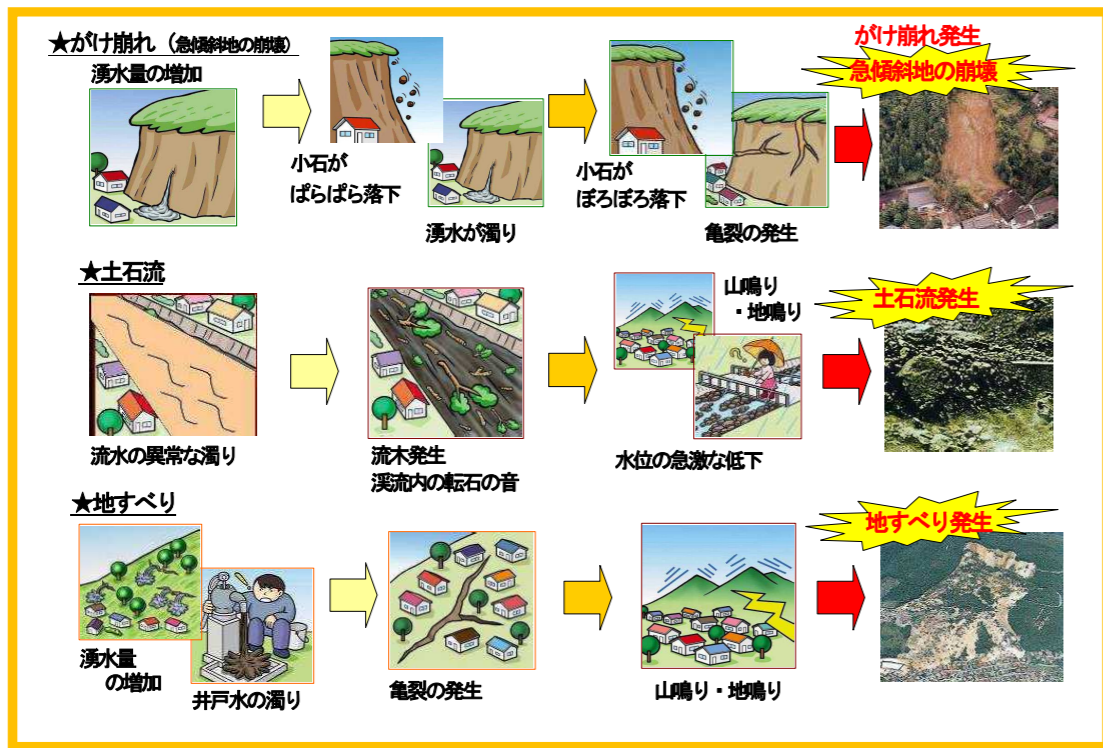 ★がけ崩れ（急傾斜地の崩壊）
湧水量の増加
小石が
ぱらぱら落下
湧水が濁り
小石が
ぼろぼろ落下
亀裂の発生
がけ崩れ発生
急傾斜地の崩壊
★土石流
流水の異常な濁り
流木発生
渓流内の転石の音
山鳴り
・地鳴り
水位の急激な低下
土石流発生
★地すべり
湧水量
の増加
井戸水の濁り
亀裂の発生
山鳴り・地鳴り
地すべり発生